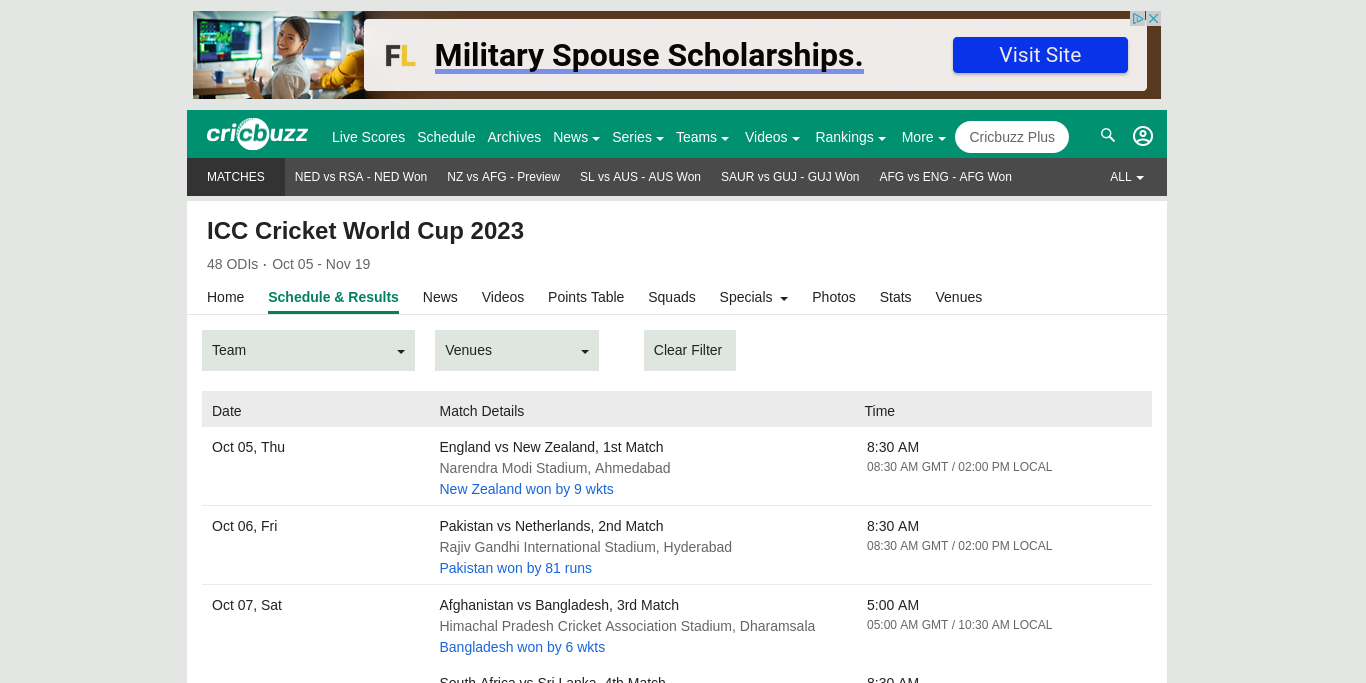 FL Military Spouse Scholarships. Visit Site
cricbuzz Live Scores Schedule Archives News Series Teams Videos Rankings More Cricbuzz Plus
MATCHES NED vs RSA - NED Won NZ vs AFG - Preview SL vs AUS - AUS Won SAUR vs GUJ - GUJ Won AFG vs ENG - AFG Won ALL
ICC Cricket World Cup 2023
48 ODIs · Oct 05 - Nov 19
Home Schedule & Results News Videos Points Table Squads Specials Photos Stats Venues
Team Venues Clear Filter
Date Match Details Time
Oct 05, Thu England vs New Zealand, 1st Match 8:30 AM
Narendra Modi Stadium, Ahmedabad 08:30 AM GMT / 02:00 PM LOCAL
New Zealand won by 9 wkts
Oct 06, Fri Pakistan vs Netherlands, 2nd Match 8:30 AM
Rajiv Gandhi International Stadium, Hyderabad 08:30 AM GMT / 02:00 PM LOCAL
Pakistan won by 81 runs
Oct 07, Sat Afghanistan vs Bangladesh, 3rd Match 5:00 AM
Himachal Pradesh Cricket Association Stadium, Dharamsala 05:00 AM GMT / 10:30 AM LOCAL
Bangladesh won by 6 wkts
South Africa vs Sri Lanka, 4th Match 8:30 AM